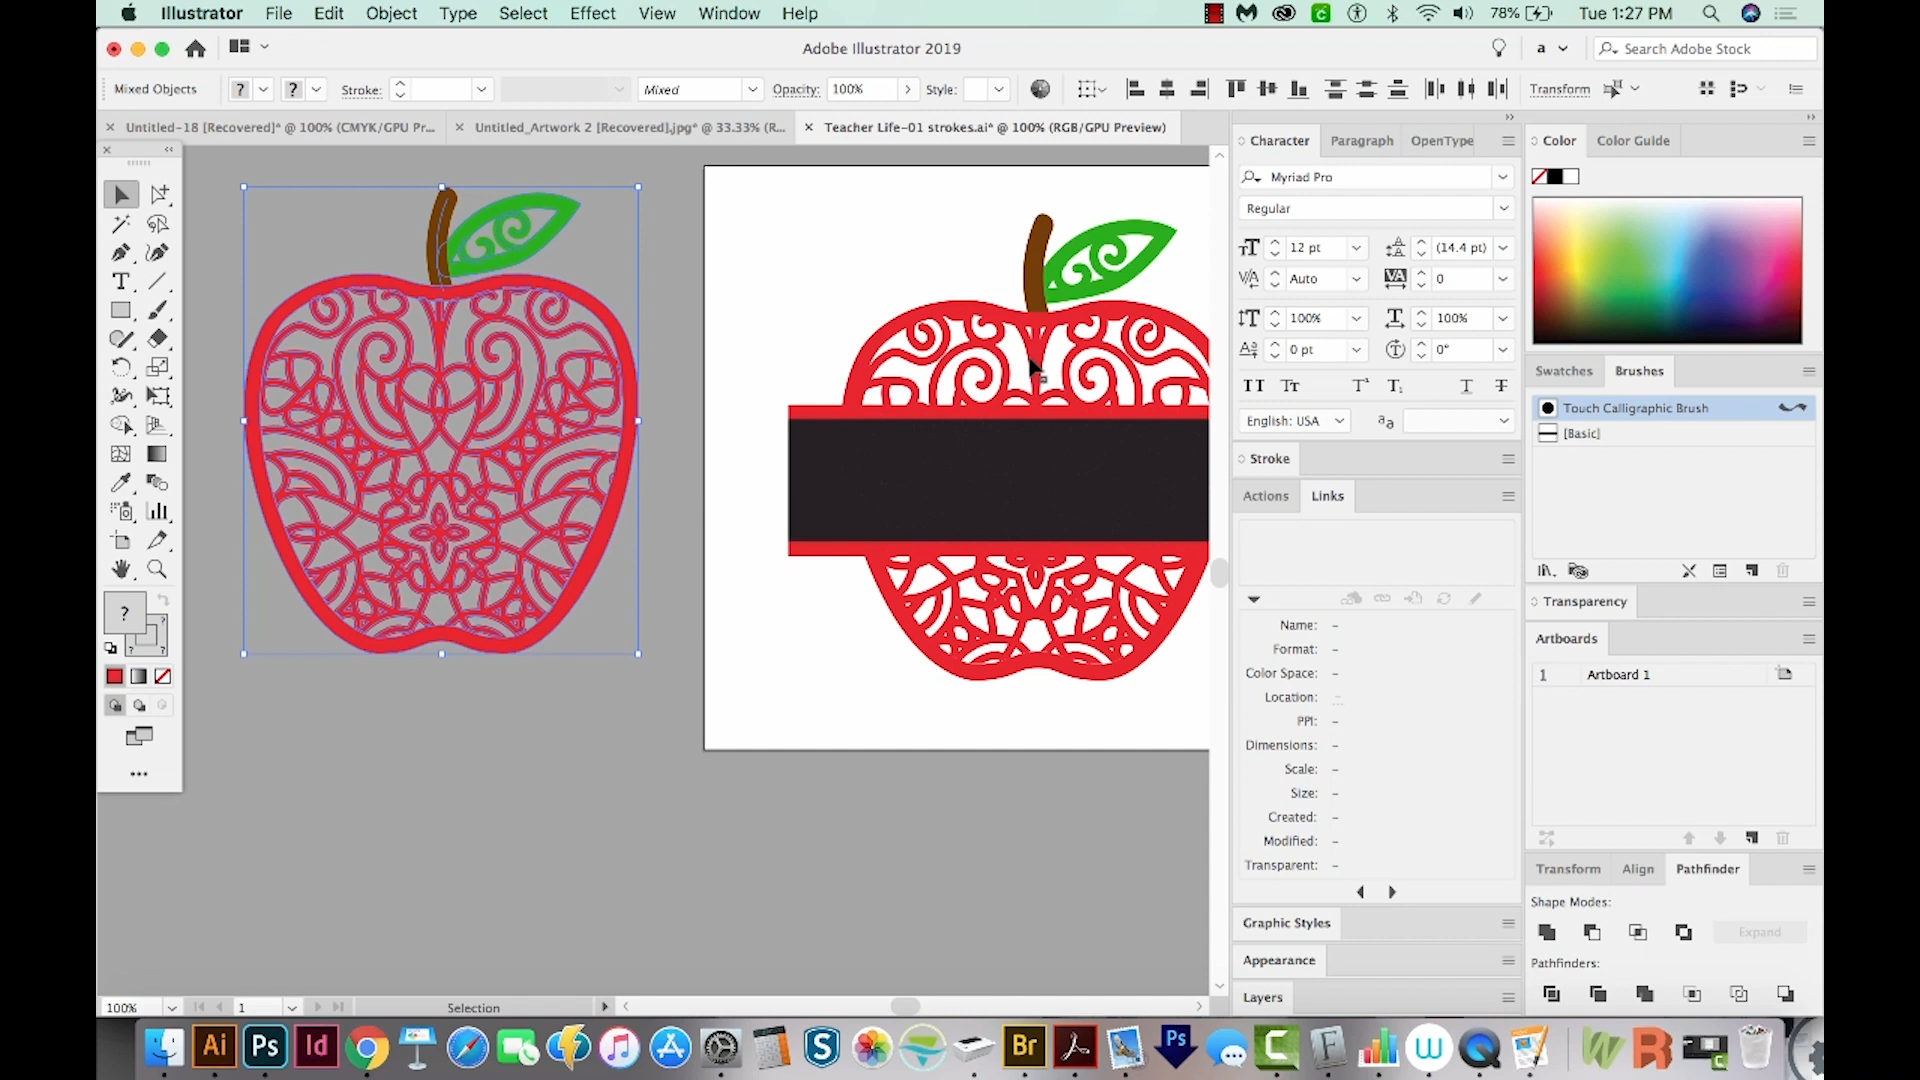 Illustrator File Edit Object Type Select Effect View Window Help 78% Tue 1:27 PM
Adobe Illustrator 2019 a Search Adobe Stock
Mixed Objects ? ? Stroke: Mixed Opacity: 100% Style: Transform
Untitled-18 [Recovered]* @ 100% (CMYK/GPU Pr... Untitled_Artwork 2 [Recovered].jpg* @ 33.33% (R... Teacher Life-01 strokes.ai* @ 100% (RGB/GPU Preview)
Character Paragraph OpenType
Color Color Guide
Myriad Pro
Regular
12 pt (14.4 pt)
Auto 0
100% 100%
0 pt 0°
English: USA
Swatches Brushes
Touch Calligraphic Brush
[Basic]
Stroke
Actions Links
Name: –
Format: –
Color Space: –
Location: –
PPI: –
Dimensions: –
Scale: –
Size: –
Created: –
Modified: –
Transparent: –
Graphic Styles
Appearance
Layers
Transparency
Artboards
1 Artboard 1
Transform Align Pathfinder
Shape Modes:
Expand
Pathfinders:
?
100% 1 Selection
Ai Ps Id Br Ps